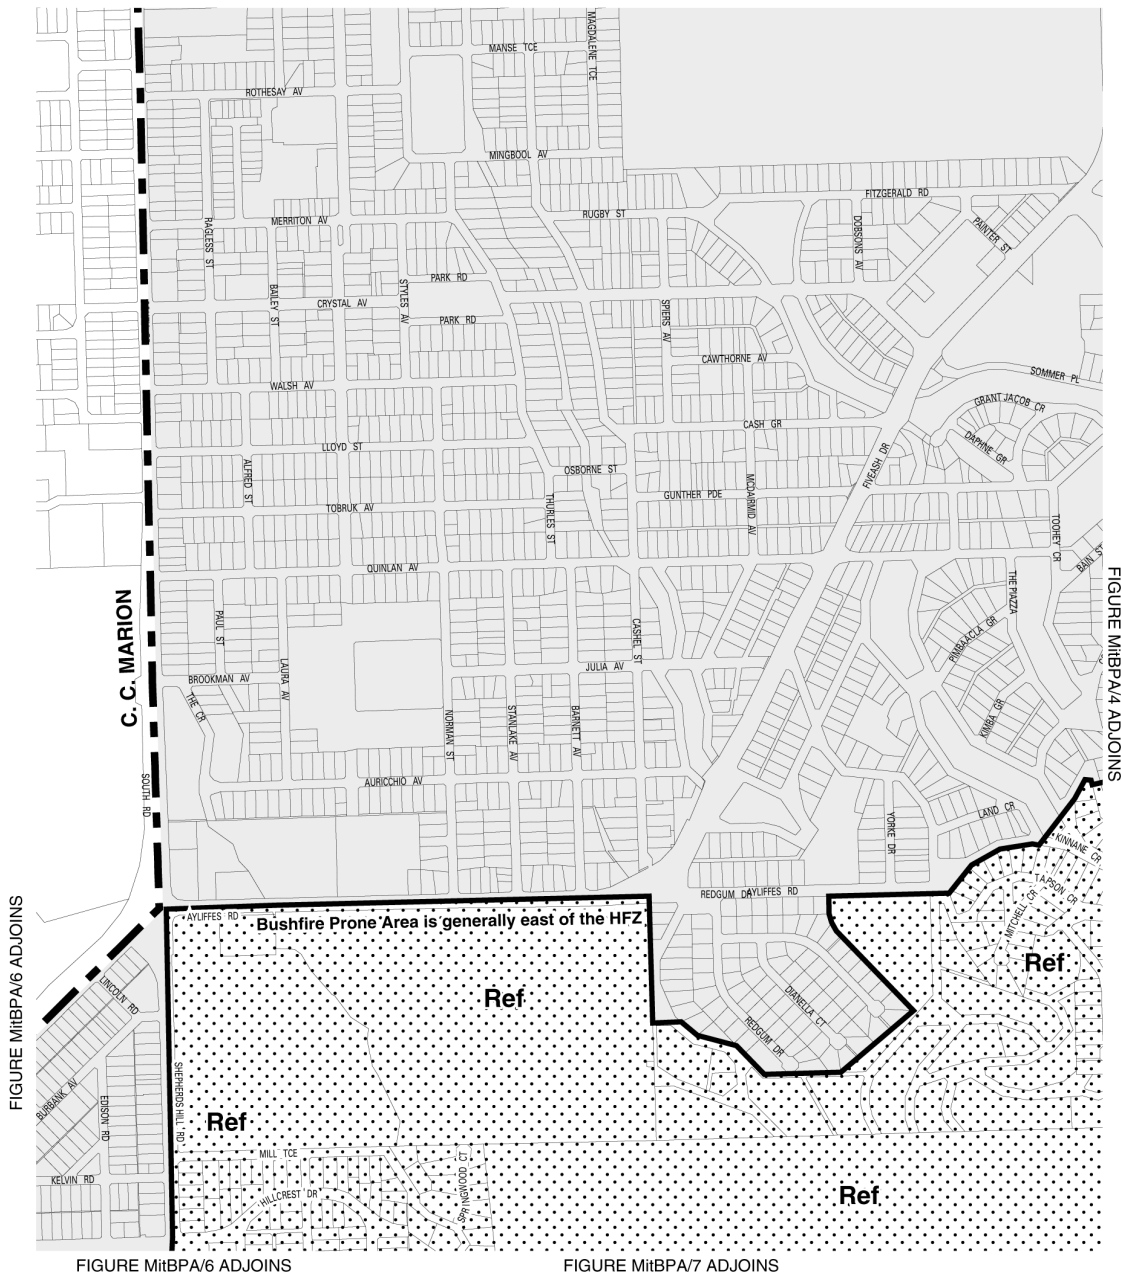 MAGDALENE TCE
MANSE TCE
ROTHESAY AV
MINGBOOL AV
FITZGERALD RD
RUGBY ST
MERRITON AV
RAGLESS ST
DOBSONS AV
PAINTER ST
PARK RD
STYLES AV
BAILEY ST
CRYSTAL AV
SPIERS AV
PARK RD
CAWTHORNE AV
SOMMER PL
WALSH AV
GRANT JACOB CR
CASH GR
DAPHNE GR
LLOYD ST
FIVEASH DR
ALFRED ST
OSBORNE ST
MCDAIRMID AV
GUNTHER PDE
THURLES ST
TOBRUK AV
TOOHEY CR
BAIN ST
QUINLAN AV
THE PIAZZA
C. C. MARION
FIGURE MitBPA/4 ADJOINS
PAUL ST
CASHEL ST
PIMBAACLA GR
LAURA AV
JULIA AV
BROOKMAN AV
THE CR
NORMAN ST
STANLAKE AV
BARNETT AV
KIMBA GR
SOUTH RD
AURICCHIO AV
YORKE DR
LAND CR
KINNANE CR
TAPSON CR
MITCHELL CR
REDGUM DR
AYLIFFES RD
AYLIFFES RD
Bushfire Prone Area is generally east of the HFZ
FIGURE MitBPA/6 ADJOINS
Ref
Ref
LINCOLN RD
DIANELLA CT
REDGUM DR
BURBANK AV
EDISON RD
SHEPHERDS HILL RD
Ref
MILL TCE
SPRINGWOOD CT
KELVIN RD
HILLCREST DR
Ref
FIGURE MitBPA/6 ADJOINS
FIGURE MitBPA/7 ADJOINS